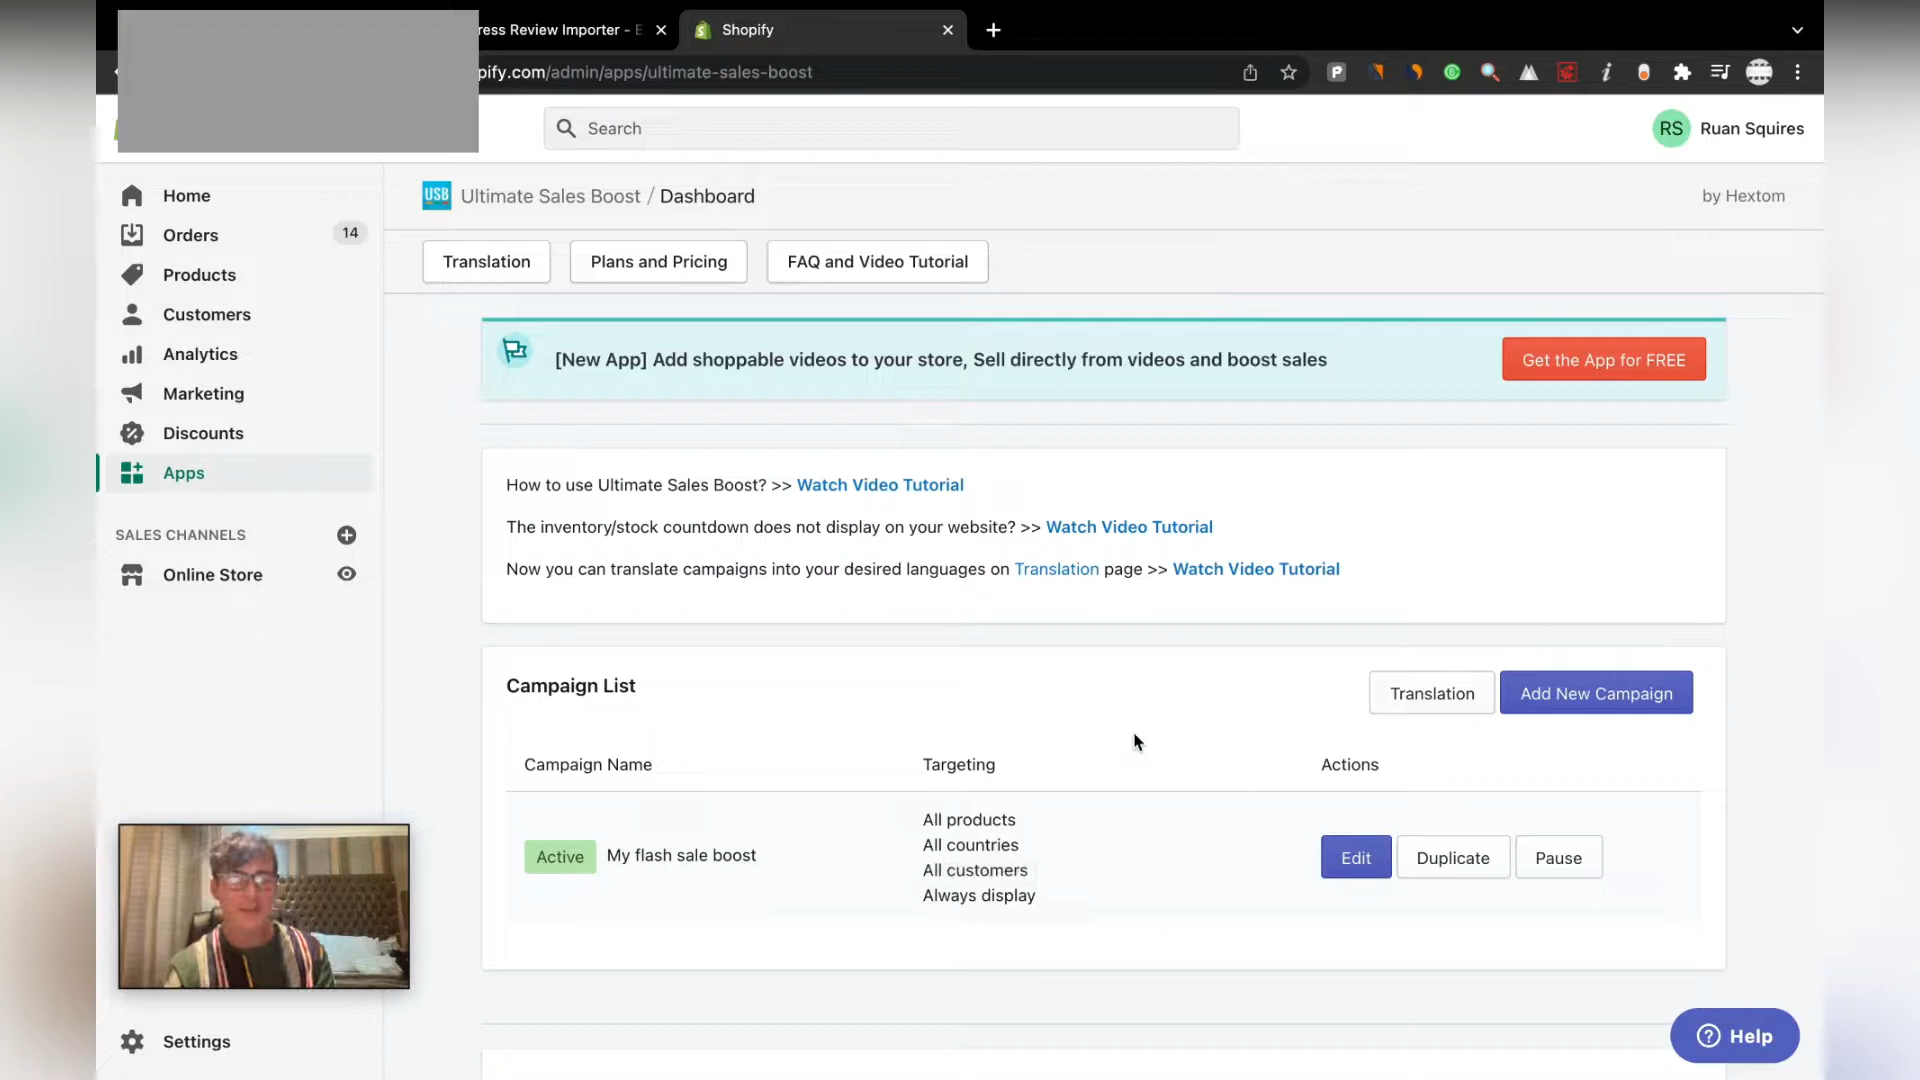 ress Review Importer - E
Shopify
pify.com/admin/apps/ultimate-sales-boost
Search
RS Ruan Squires
Home
Orders 14
Products
Customers
Analytics
Marketing
Discounts
Apps
SALES CHANNELS
Online Store
Settings
USB Ultimate Sales Boost / Dashboard
by Hextom
Translation
Plans and Pricing
FAQ and Video Tutorial
[New App] Add shoppable videos to your store, Sell directly from videos and boost sales
Get the App for FREE
How to use Ultimate Sales Boost? >> Watch Video Tutorial
The inventory/stock countdown does not display on your website? >> Watch Video Tutorial
Now you can translate campaigns into your desired languages on Translation page >> Watch Video Tutorial
Campaign List
Translation
Add New Campaign
Campaign Name Targeting Actions
Active My flash sale boost
All products
All countries
All customers
Always display
Edit Duplicate Pause
Help